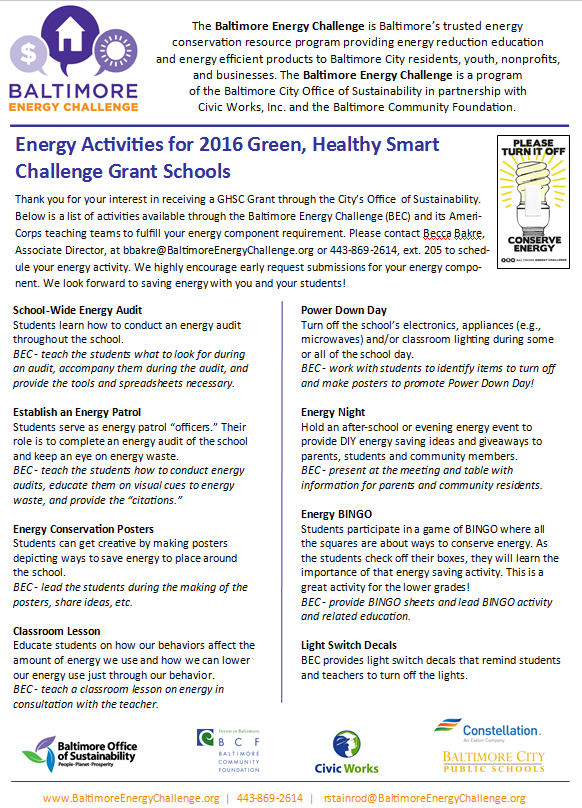 BALTIMORE
ENERGY CHALLENGE
The Baltimore Energy Challenge is Baltimore's trusted energy
conservation resource program providing energy reduction education
and energy efficient products to Baltimore City residents, youth, nonprofits,
and businesses. The Baltimore Energy Challenge is a program
of the Baltimore City Office of Sustainability in partnership with
Civic Works, Inc. and the Baltimore Community Foundation.
Energy Activities for 2016 Green, Healthy Smart
Challenge Grant Schools
PLEASE
TURN IT OFF
CONSERVE
ENERGY
BALTIMORE ENERGY CHALLENGE
Thank you for your interest in receiving a GHSC Grant through the City's Office of Sustainability.
Below is a list of activities available through the Baltimore Energy Challenge (BEC) and its Ameri-
Corps teaching teams to fulfill your energy component requirement. Please contact Becca Bakre,
Associate Director, at bbakre@BaltimoreEnergyChallenge.org or 443-869-2614, ext. 205 to sched-
ule your energy activity. We highly encourage early request submissions for your energy compo-
nent. We look forward to saving energy with you and your students!
School-Wide Energy Audit
Students learn how to conduct an energy audit
throughout the school.
BEC - teach the students what to look for during
an audit, accompany them during the audit, and
provide the tools and spreadsheets necessary.
Establish an Energy Patrol
Students serve as energy patrol "officers." Their
role is to complete an energy audit of the school
and keep an eye on energy waste.
BEC - teach the students how to conduct energy
audits, educate them on visual cues to energy
waste, and provide the "citations."
Energy Conservation Posters
Students can get creative by making posters
depicting ways to save energy to place around
the school.
BEC - lead the students during the making of the
posters, share ideas, etc.
Classroom Lesson
Educate students on how our behaviors affect the
amount of energy we use and how we can lower
our energy use just through our behavior.
BEC - teach a classroom lesson on energy in
consultation with the teacher.
Power Down Day
Turn off the school's electronics, appliances (e.g.,
microwaves) and/or classroom lighting during some
or all of the school day.
BEC - work with students to identify items to turn off
and make posters to promote Power Down Day!
Energy Night
Hold an after-school or evening energy event to
provide DIY energy saving ideas and giveaways to
parents, students and community members.
BEC - present at the meeting and table with
information for parents and community residents.
Energy BINGO
Students participate in a game of BINGO where all
the squares are about ways to conserve energy. As
the students check off their boxes, they will learn the
importance of that energy saving activity. This is a
great activity for the lower grades!
BEC - provide BINGO sheets and lead BINGO activity
and related education.
Light Switch Decals
BEC provides light switch decals that remind students
and teachers to turn off the lights.
Baltimore Office
of Sustainability
People·Planet·Prosperity
Invest in Baltimore
B C F
BALTIMORE
COMMUNITY
FOUNDATION
Civic Works
Constellation.
An Exelon Company
BALTIMORE CITY
PUBLIC SCHOOLS
www.BaltimoreEnergyChallenge.org | 443-869-2614 | rstainrod@BaltimoreEnergyChallenge.org